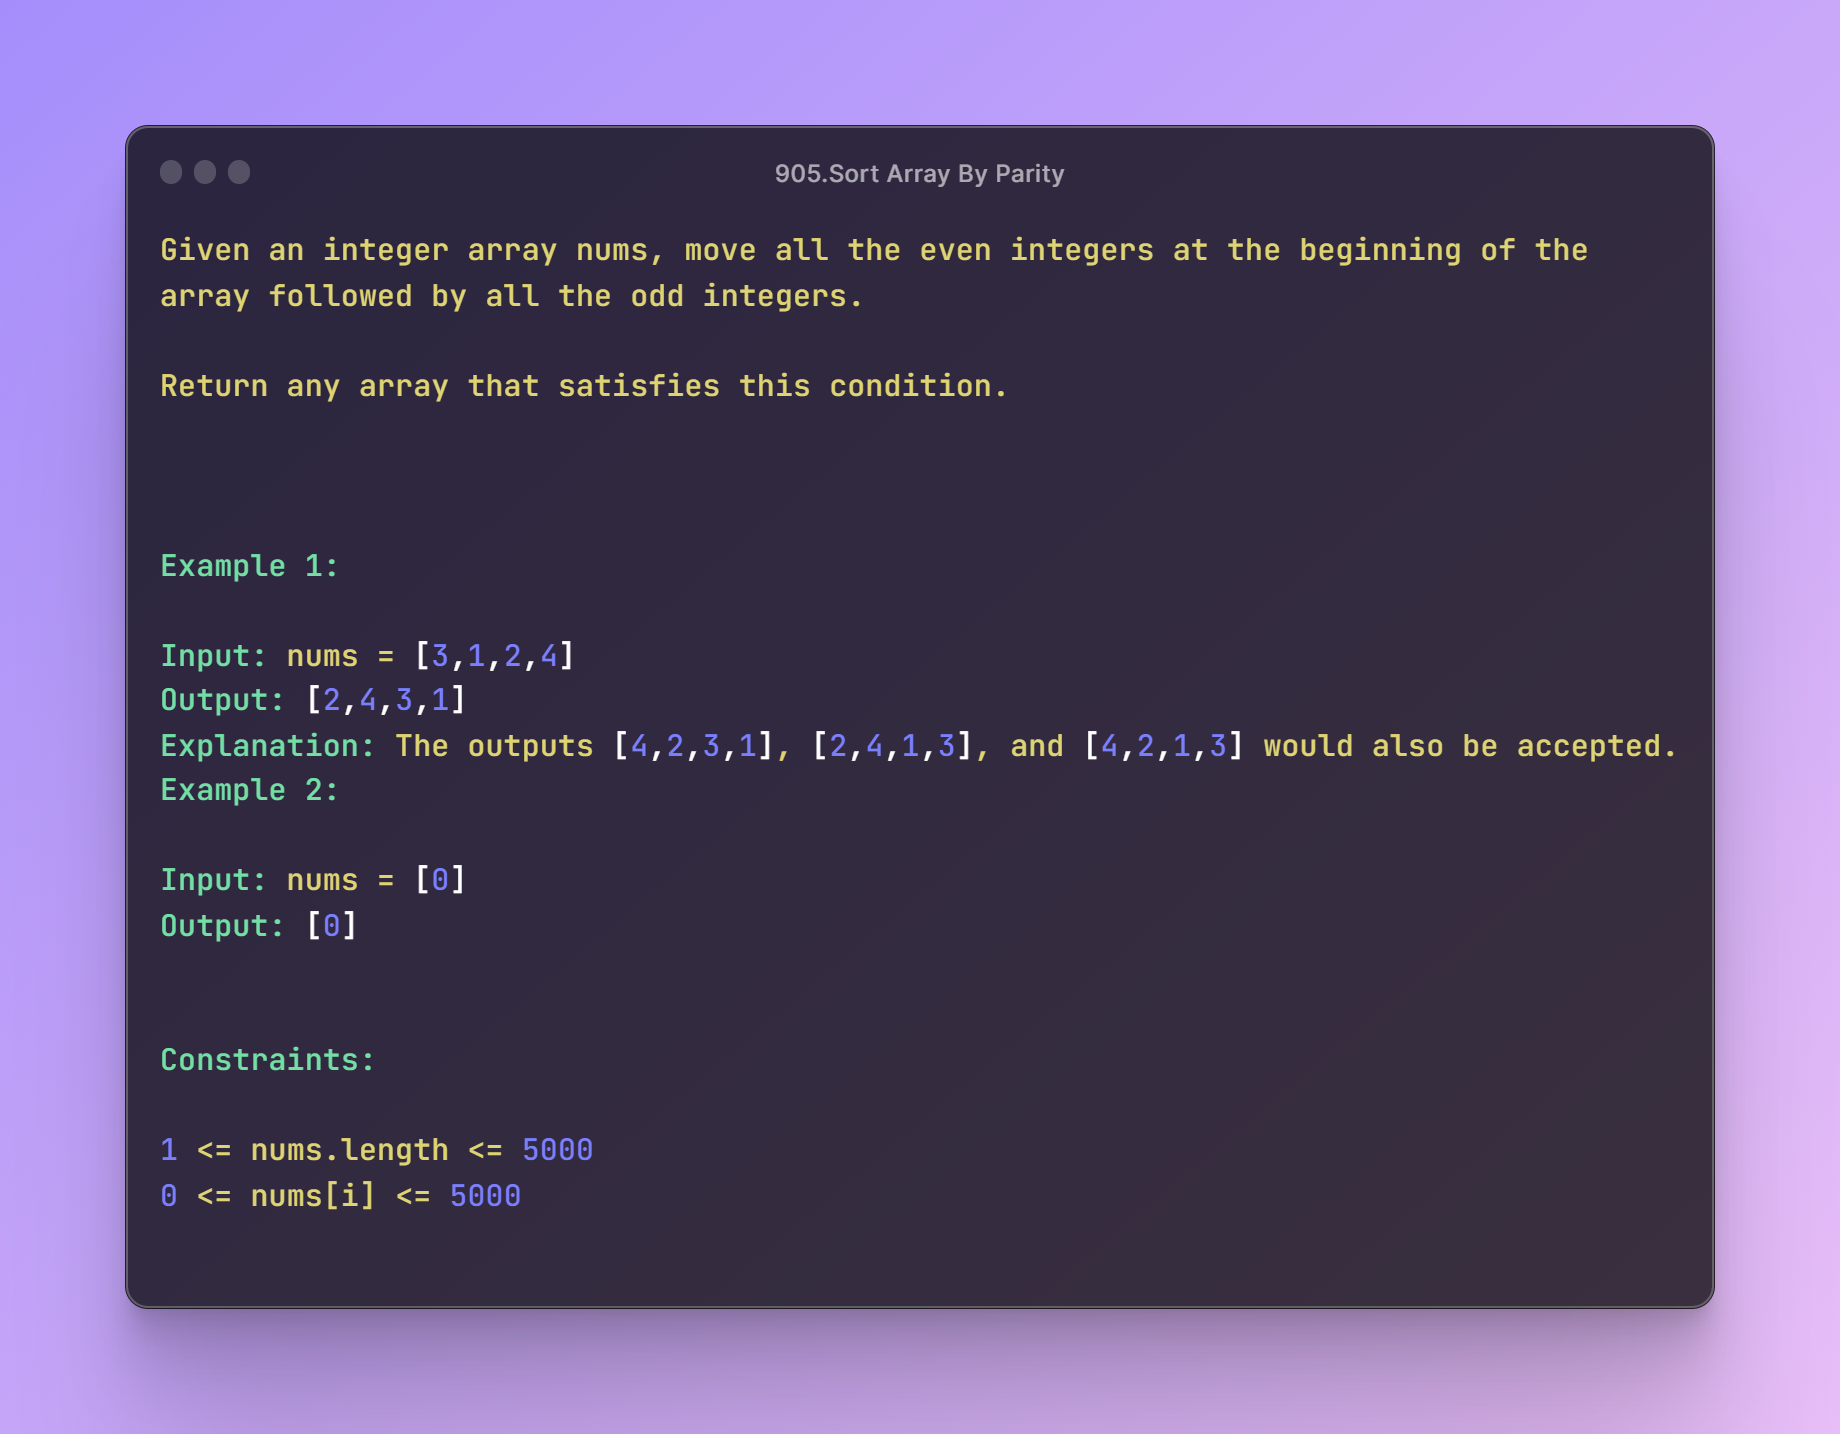 905.Sort Array By Parity
Given an integer array nums, move all the even integers at the beginning of the
array followed by all the odd integers.
Return any array that satisfies this condition.
Example 1:
Input: nums = [3,1,2,4]
Output: [2,4,3,1]
Explanation: The outputs [4,2,3,1], [2,4,1,3], and [4,2,1,3] would also be accepted.
Example 2:
Input: nums = [0]
Output: [0]
Constraints:
1 <= nums.length <= 5000
0 <= nums[i] <= 5000